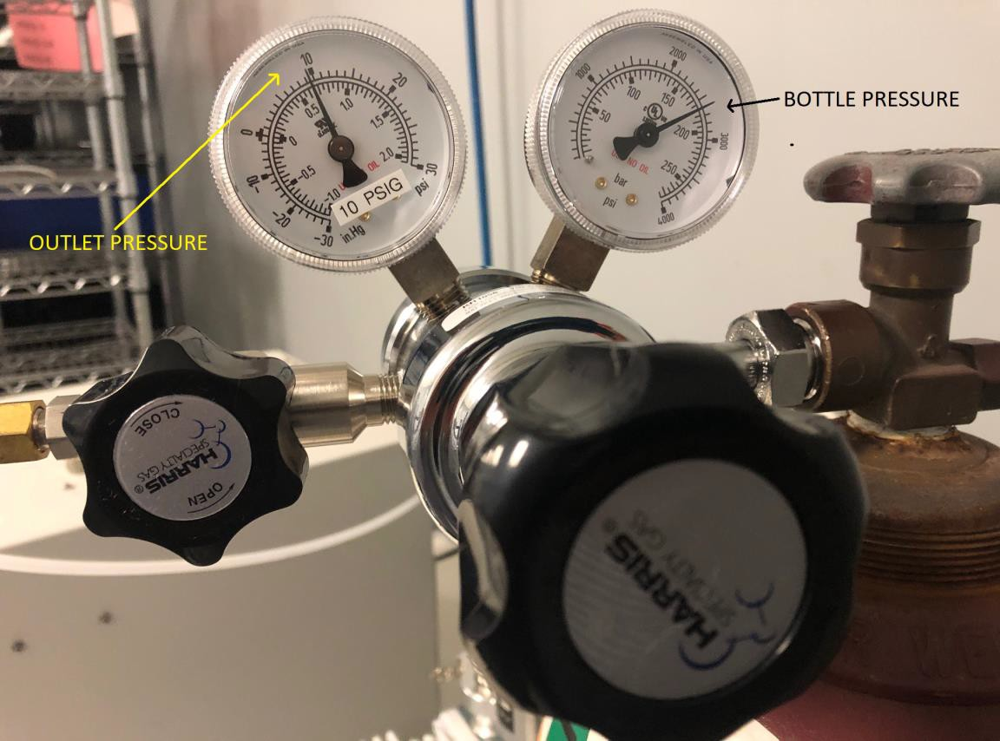 OUTLET PRESSURE
BOTTLE PRESSURE
10
20
30
0
-10
-20
-30
0
0.5
1.0
1.5
2.0
-0.5
-1.0
psi
in.Hg
OIL
10 PSIG
1000
2000
3000
4000
50
100
150
200
250
UL
NO OIL
bar
psi
CLOSE
HARRIS®
SPECIALTY GAS
OPEN
HARRIS®
SPECIALTY GAS